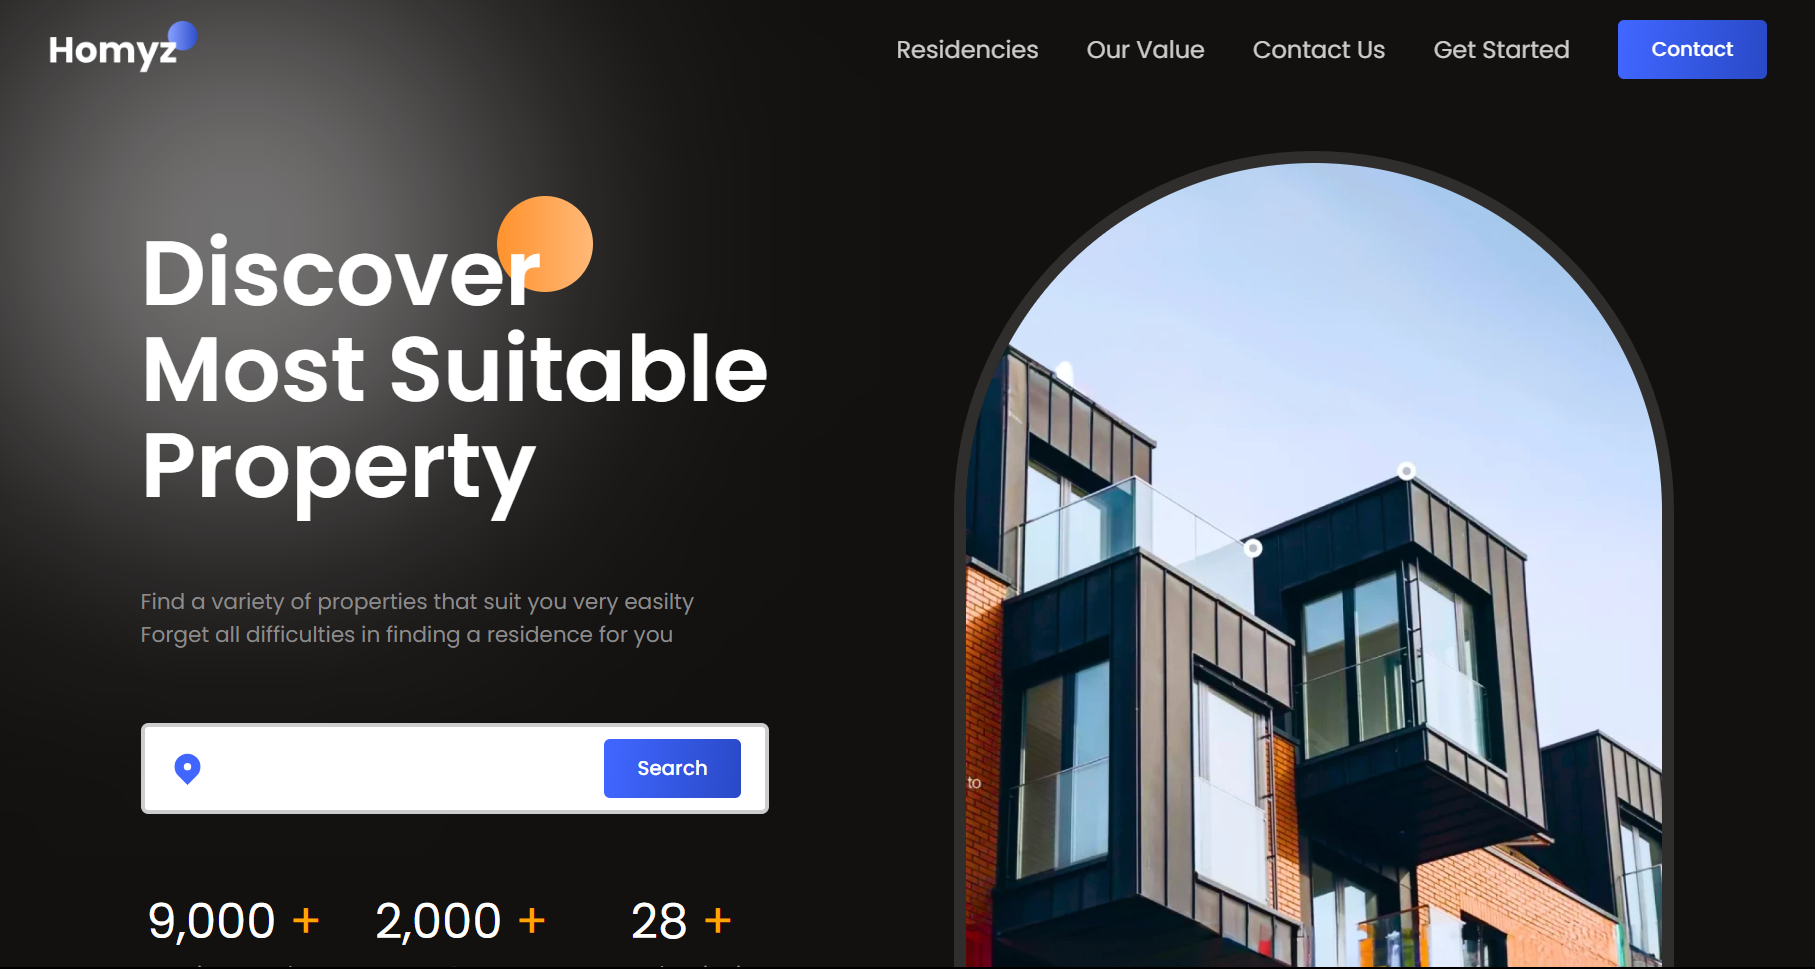 Homyz
Residencies
Our Value
Contact Us
Get Started
Contact
Discover
Most Suitable
Property
Find a variety of properties that suit you very easilty
Forget all difficulties in finding a residence for you
Search
to
9,000 +
2,000 +
28 +